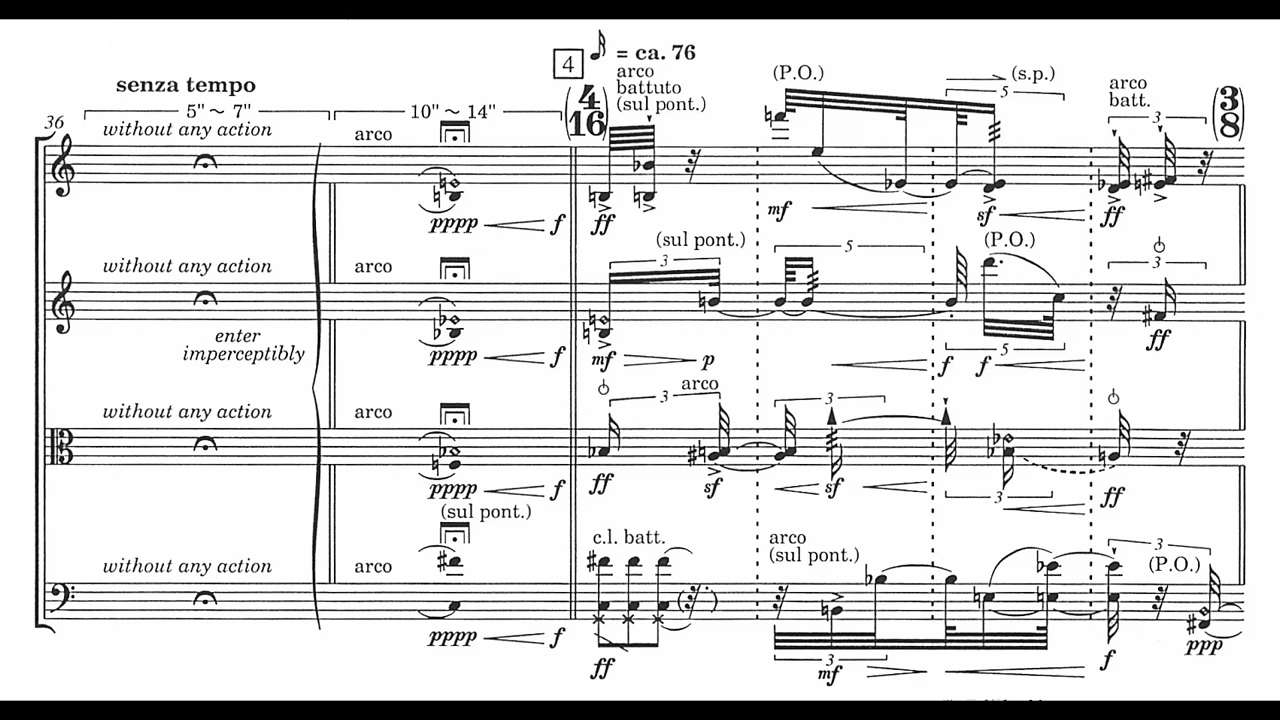 senza tempo
5" ~ 7"
10" ~ 14"
4
= ca. 76
36
without any action
arco
4
16
arco
battuto
(sul pont.)
(P.O.)
(s.p.)
5
arco
batt.
3
3
8
pppp
f
ff
mf
sf
ff
without any action
arco
enter
imperceptibly
(sul pont.)
3
5
(P.O.)
3
pppp
f
mf
p
f
f
5
ff
without any action
arco
3
arco
3
pppp
f
ff
sf
sf
3
ff
without any action
arco
(sul pont.)
c.l. batt.
arco
(sul pont.)
3
(P.O.)
pppp
f
ff
3
mf
f
ppp